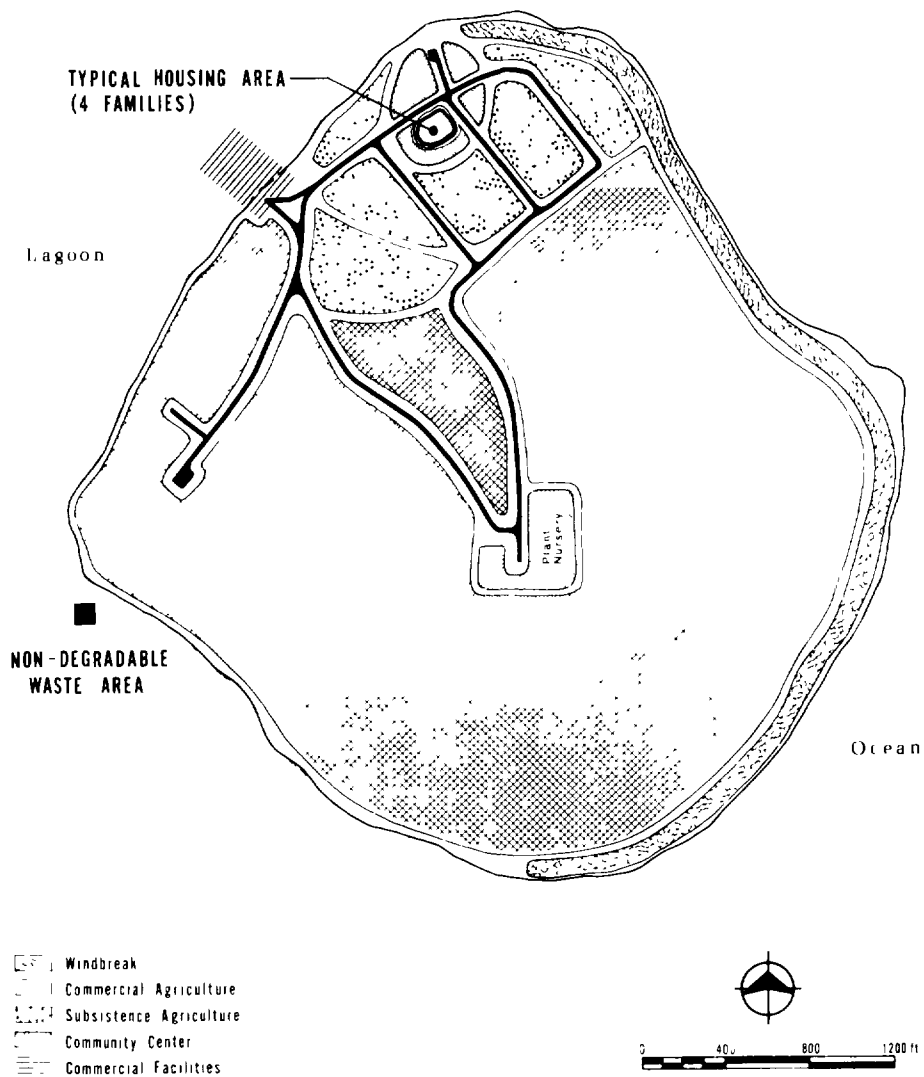 TYPICAL HOUSING AREA
(4 FAMILIES)
Lagoon
Plant
Nursery
NON-DEGRADABLE
WASTE AREA
Ocean
Windbreak
Commercial Agriculture
Subsistence Agriculture
Community Center
Commercial Facilities
0 400 800 1200 ft